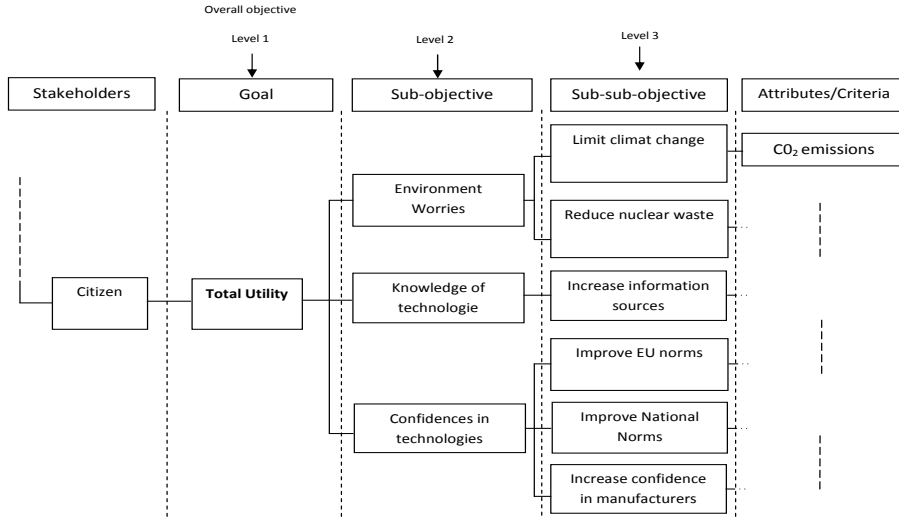 Overall objective
Level 1
Level 2
Level 3
Stakeholders
Goal
Sub-objective
Sub-sub-objective
Attributes/Criteria
Limit climat change
C0₂ emissions
Environment
Worries
Reduce nuclear waste
Citizen
Total Utility
Knowledge of
technologie
Increase information
sources
Improve EU norms
Confidences in
technologies
Improve National
Norms
Increase confidence
in manufacturers